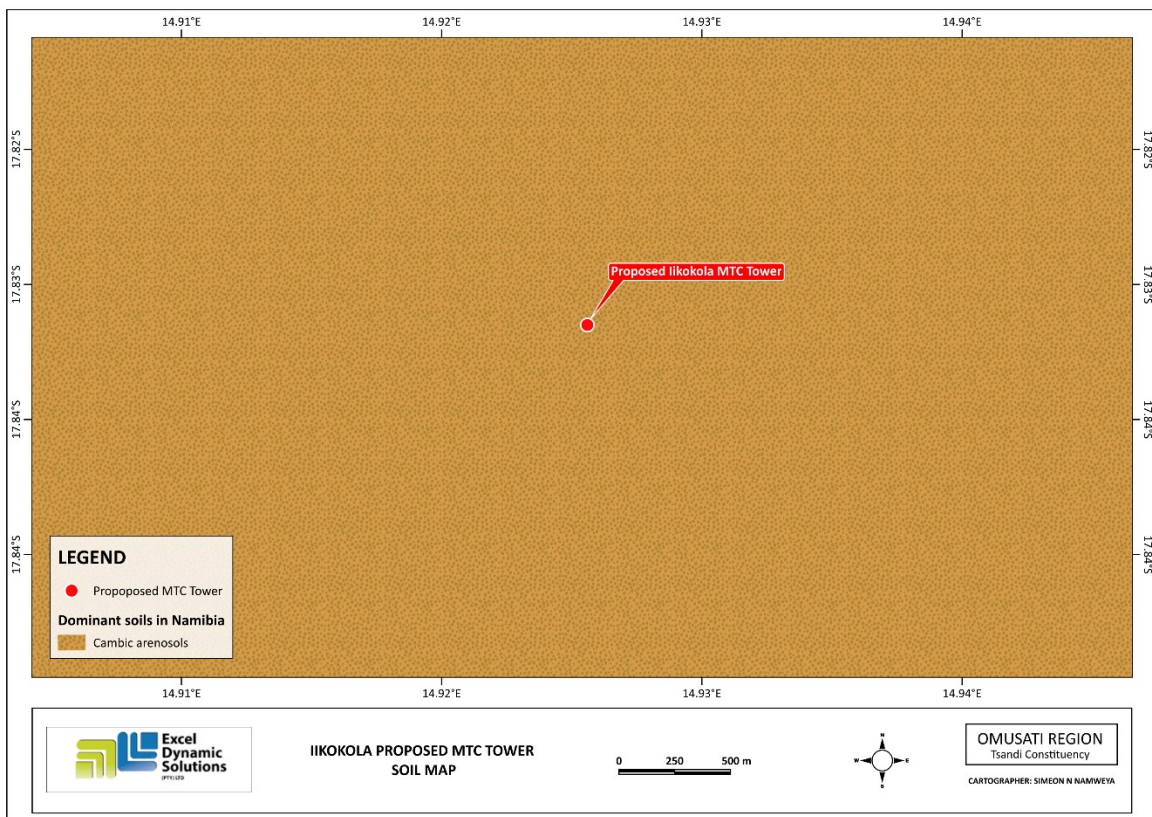 14.91°E 14.92°E 14.93°E 14.94°E
17.82°S 17.82°S
Proposed Iikokola MTC Tower
17.83°S 17.83°S
17.84°S 17.84°S
17.84°S 17.84°S
LEGEND
Propoposed MTC Tower
Dominant soils in Namibia
Cambic arenosols
14.91°E 14.92°E 14.93°E 14.94°E
Excel
Dynamic
Solutions
(PTY) LTD
IIKOKOLA PROPOSED MTC TOWER
SOIL MAP
0 250 500 m
N
W E
S
OMUSATI REGION
Tsandi Constituency
CARTOGRAPHER: SIMEON N NAMWEYA